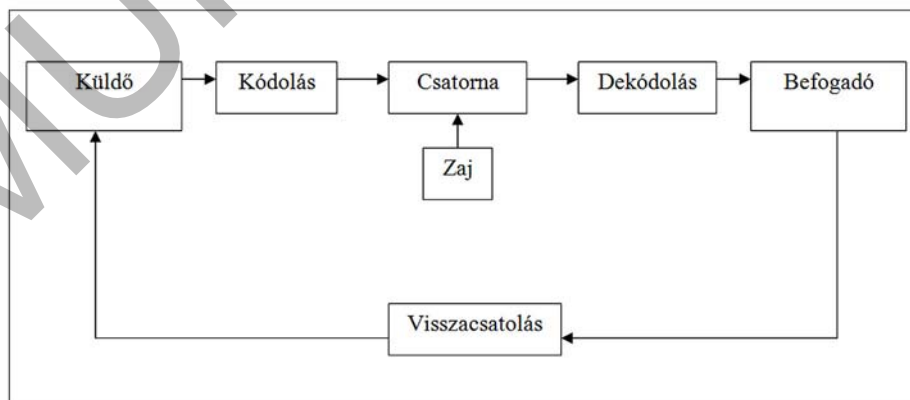 Küldő
Kódolás
Csatorna
Dekódolás
Befogadó
Zaj
Visszacsatolás